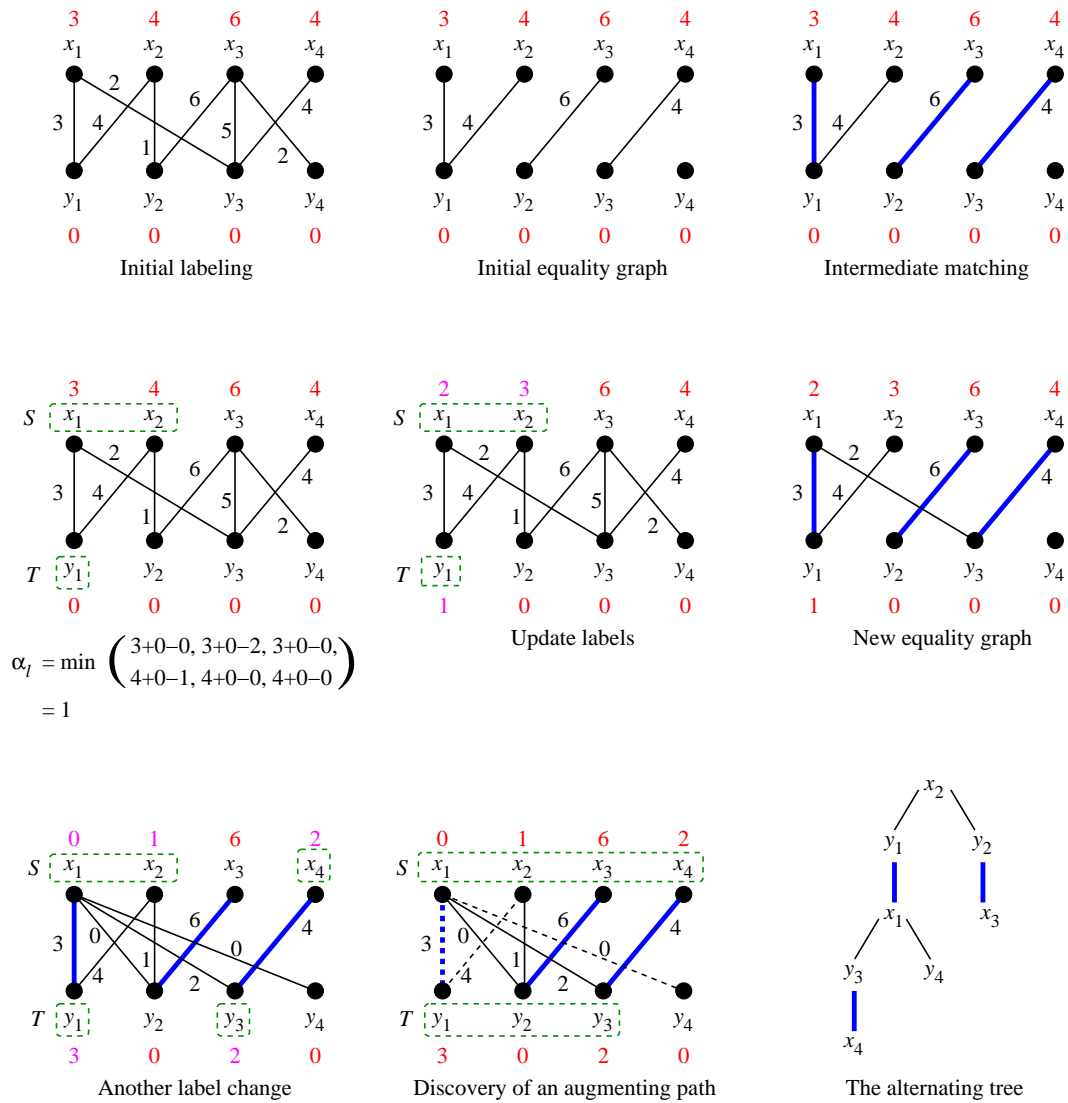 3 4 6 4 3 4 6 4 3 4 6 4
x1 x2 x3 x4 x1 x2 x3 x4 x1 x2 x3 x4
2 6 6 6
3 4 5 4 3 4 4 3 4 4
1 2
y1 y2 y3 y4 y1 y2 y3 y4 y1 y2 y3 y4
0 0 0 0 0 0 0 0 0 0 0 0
Initial labeling Initial equality graph Intermediate matching
3 4 6 4 2 3 6 4 2 3 6 4
S x1 x2 x3 x4 S x1 x2 x3 x4 x1 x2 x3 x4
2 6 4 2 6 4 2 6 4
3 4 3 4 5 3 4
1 5 2 1 2
T y1 y2 y3 y4 T y1 y2 y3 y4 y1 y2 y3 y4
0 0 0 0 1 0 0 0 1 0 0 0
Update labels New equality graph
αl = min ( 3+0–0, 3+0–2, 3+0–0,
4+0–1, 4+0–0, 4+0–0 )
= 1
x2
0 1 6 2 0 1 6 2
y1 y2
S x1 x2 x3 x4 S x1 x2 x3 x4
x1 x3
6 4 6 4
3 0 0 3 0 0
4 1 2 4 1 2
y3 y4
T y1 y2 y3 y4 T y1 y2 y3 y4
x4
3 0 2 0 3 0 2 0
Another label change Discovery of an augmenting path The alternating tree